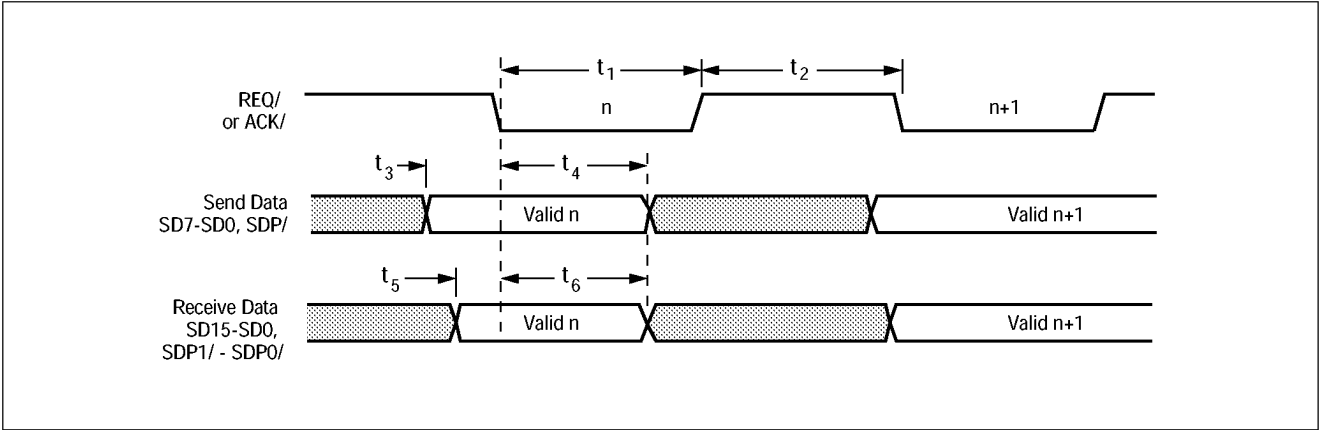 t1
t2
REQ/
or ACK/
n
n+1
t3
t4
Send Data
SD7-SD0, SDP/
Valid n
Valid n+1
t5
t6
Receive Data
SD15-SD0,
SDP1/ - SDP0/
Valid n
Valid n+1